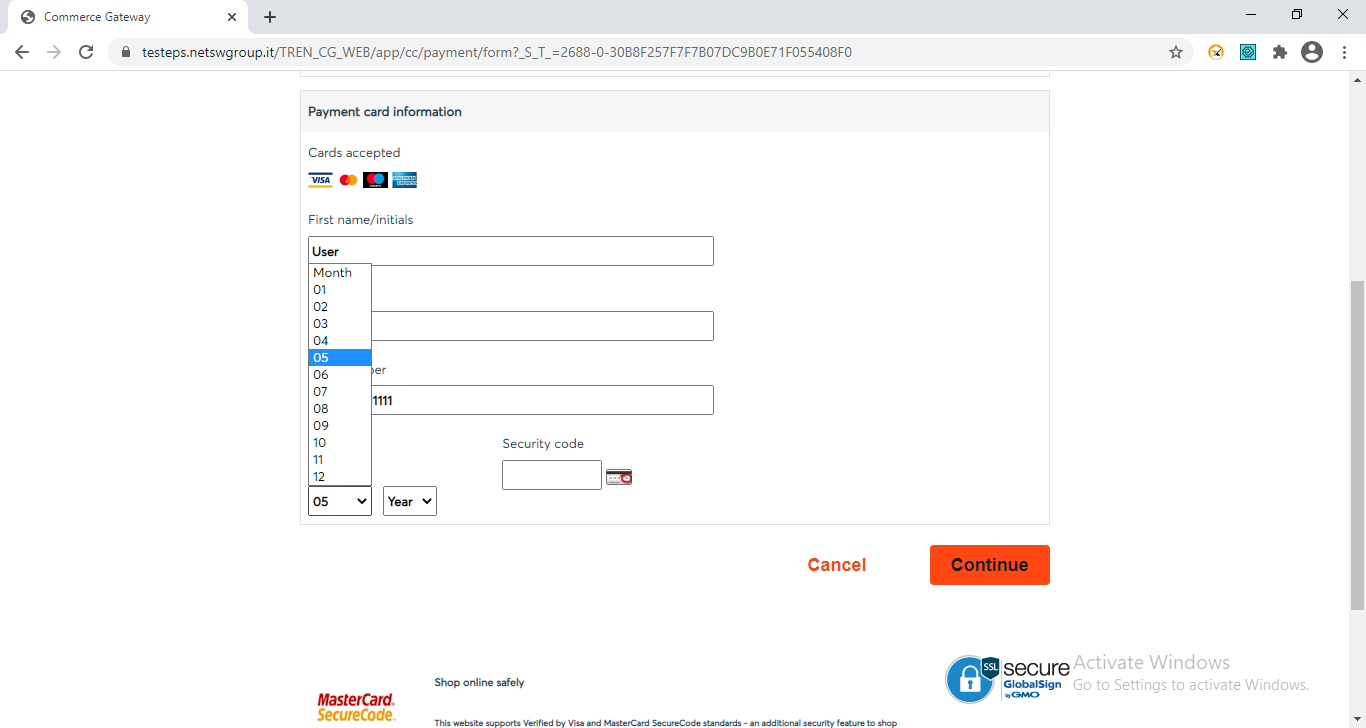 Commerce Gateway
testeps.netswgroup.it/TREN_CG_WEB/app/cc/payment/form?_S_T_=2688-0-30B8F257F7F7B07DC9B0E71F055408F0
Payment card information
Cards accepted
VISA
First name/initials
User
Month
01
02
03
04
05
06
07
08
09
10
11
12
1111
Security code
05 Year
Cancel Continue
Shop online safely
MasterCard.
SecureCode.
SSL secure
GlobalSign
by GMO
Activate Windows
Go to Settings to activate Windows.
This website supports Verified by Visa and MasterCard SecureCode standards - an additional security feature to shop